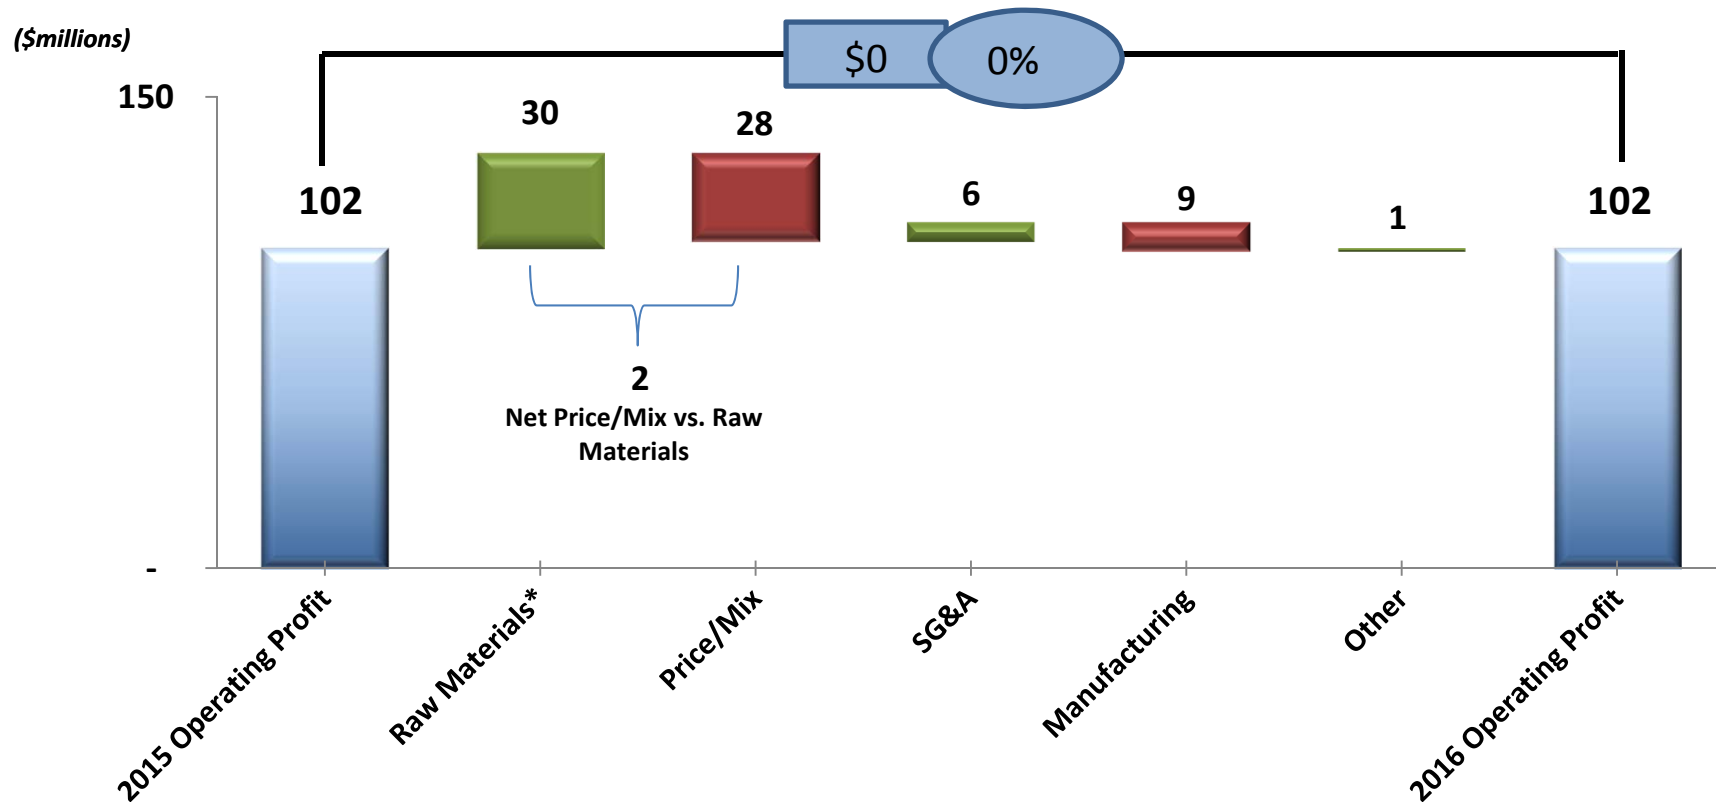 ($millions)
$0
0%
150
30
28
102
6
9
1
102
2
Net Price/Mix vs. Raw
Materials
-
2015 Operating Profit
Raw Materials*
Price/Mix
SG&A
Manufacturing
Other
2016 Operating Profit